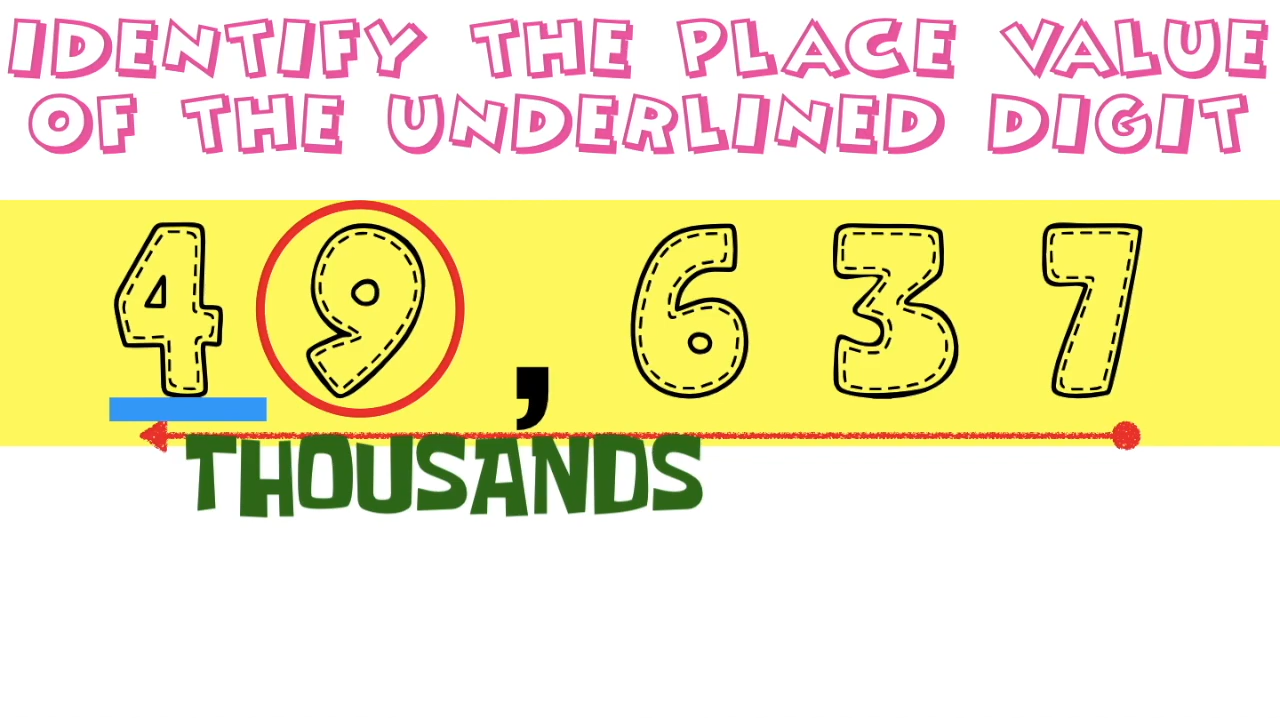 IDENTIFY THE PLACE VALUE
OF THE UNDERLINED DIGIT
49,637
THOUSANDS